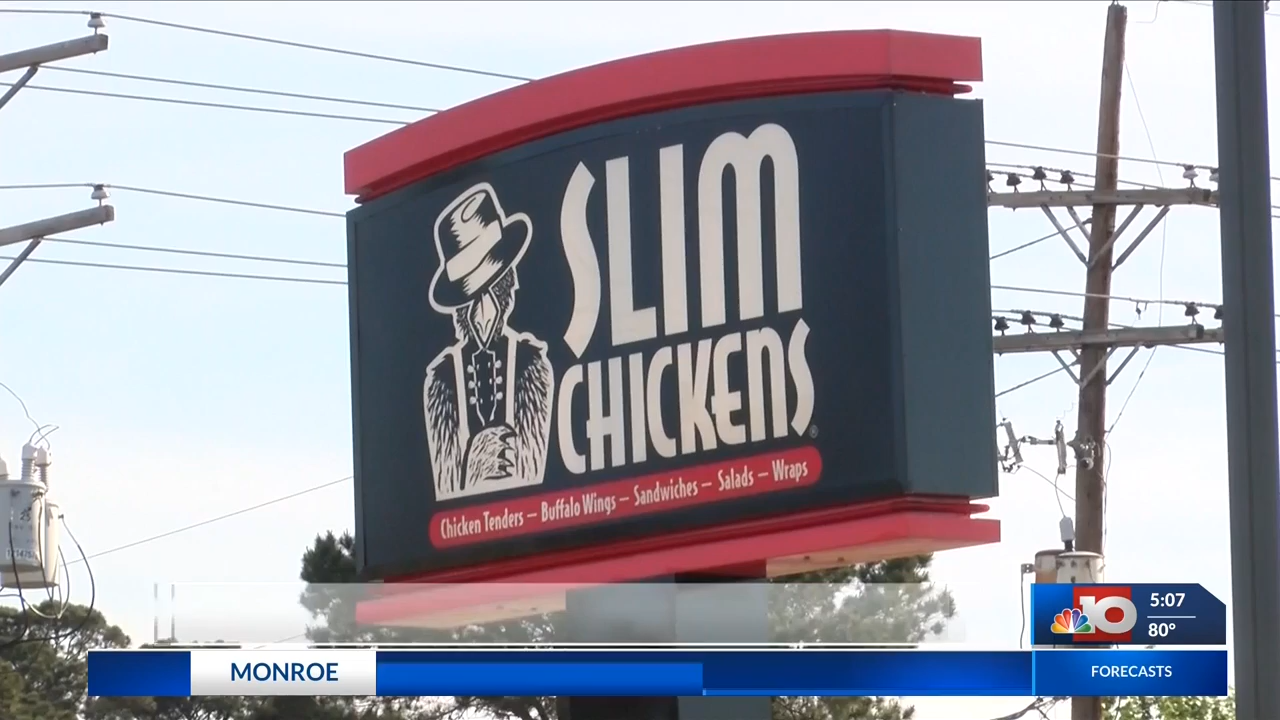 SLIM
CHICKENS
®
Chicken Tenders – Buffalo Wings – Sandwiches – Salads – Wraps
10
5:07
80°
MONROE
FORECASTS